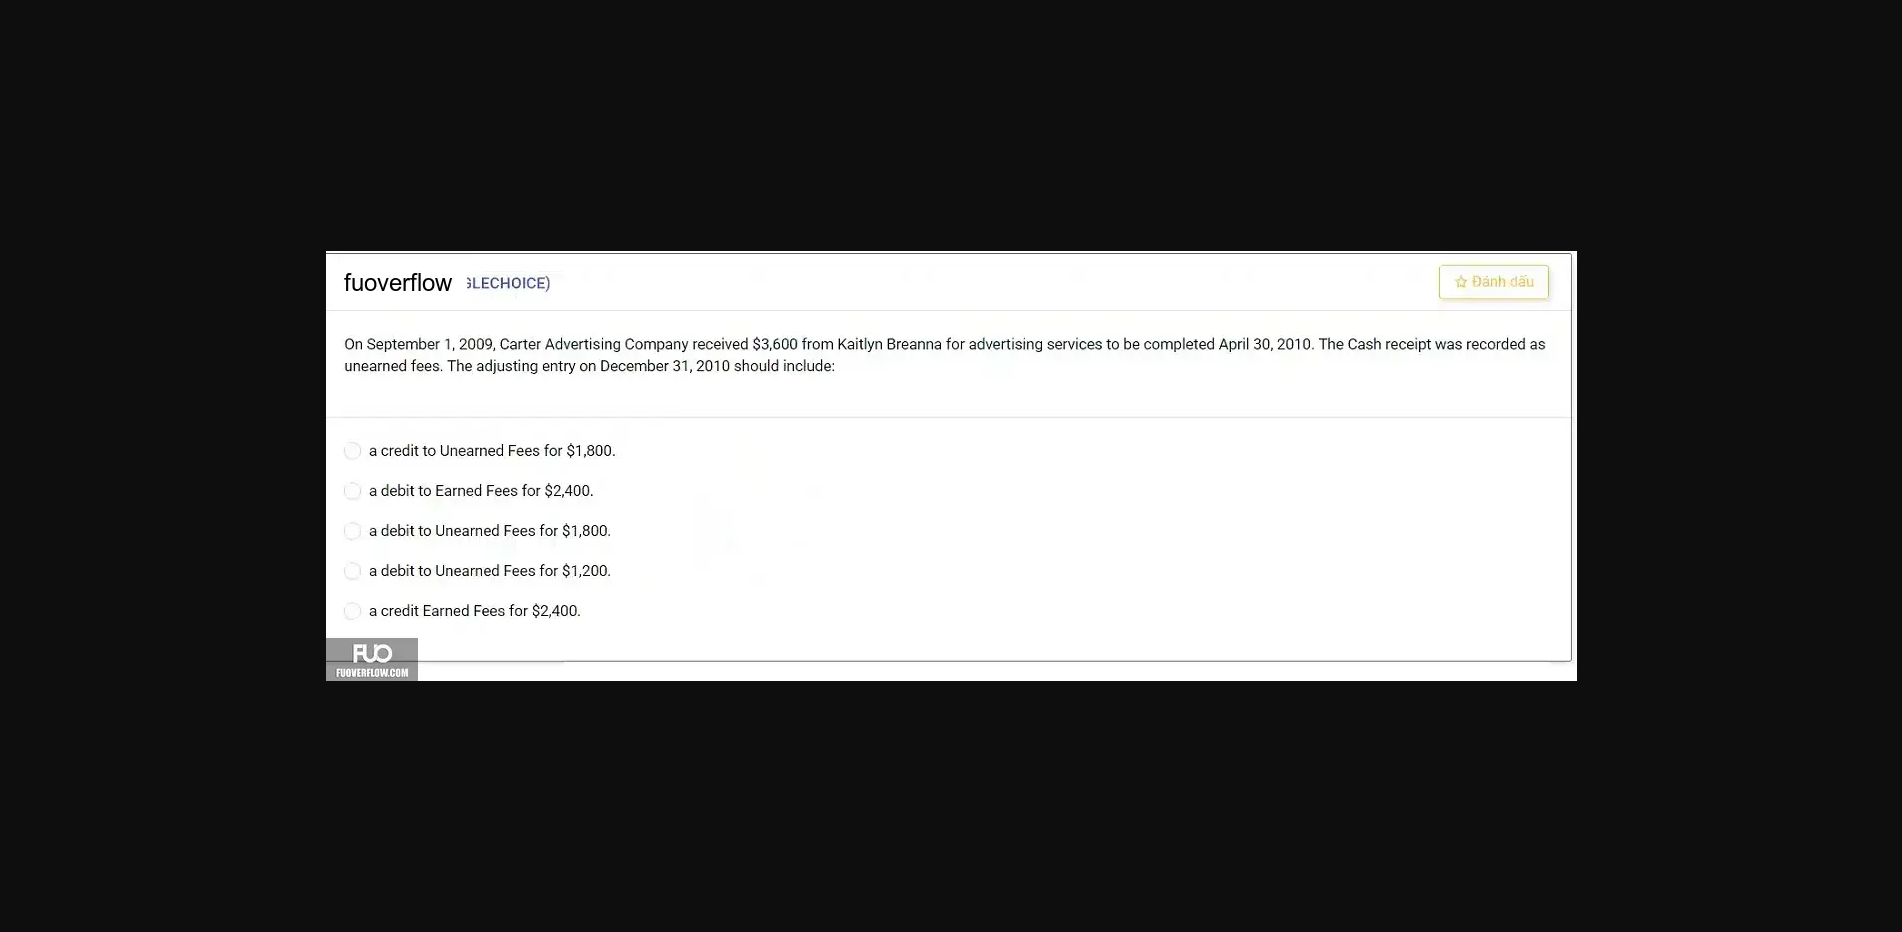 fuoverflow GLECHOICE)
Đánh dấu
On September 1, 2009, Carter Advertising Company received $3,600 from Kaitlyn Breanna for advertising services to be completed April 30, 2010. The Cash receipt was recorded as
unearned fees. The adjusting entry on December 31, 2010 should include:
a credit to Unearned Fees for $1,800.
a debit to Earned Fees for $2,400.
a debit to Unearned Fees for $1,800.
a debit to Unearned Fees for $1,200.
a credit Earned Fees for $2,400.
FUO
FUOVERFLOW.COM